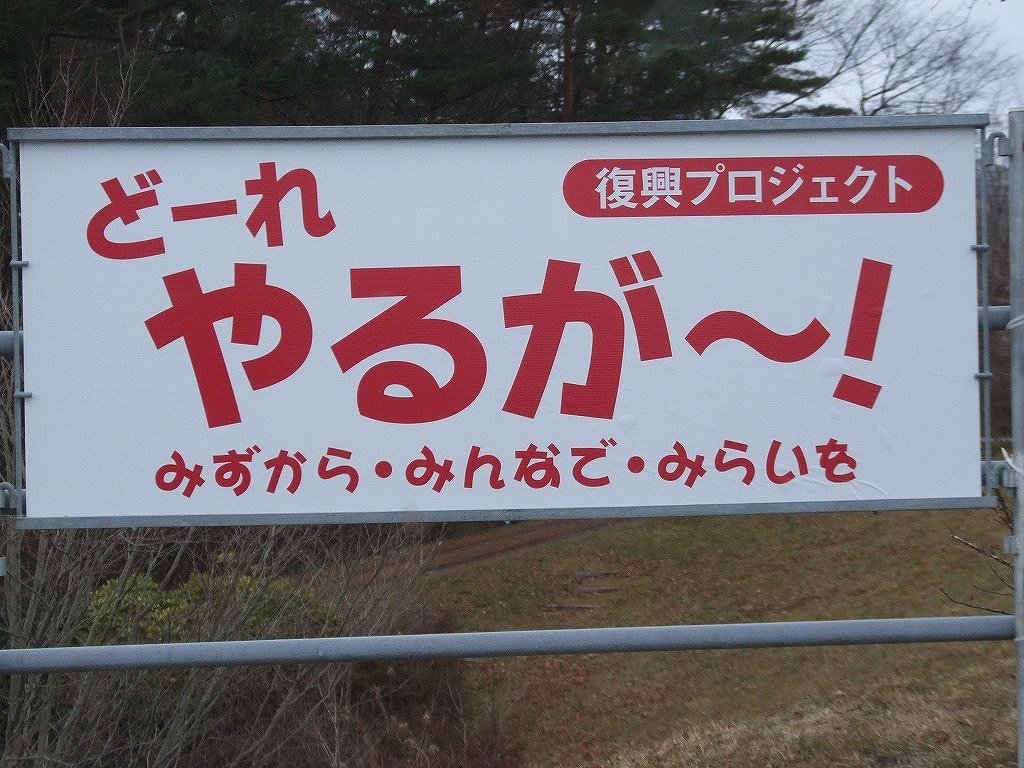 復興プロジェクト
どーれ
やるが～!
みずから・みんなで・みらいを